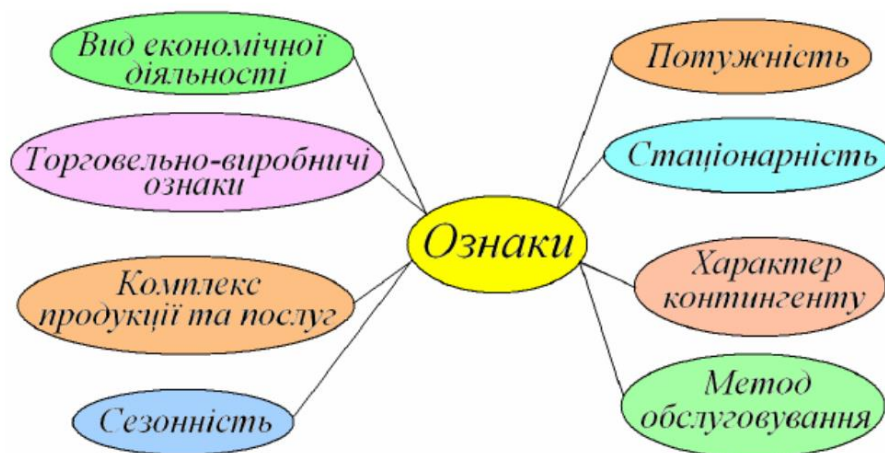 Вид економічної
діяльності
Торговельно-виробничі
ознаки
Комплекс
продукції та послуг
Сезонність
Ознаки
Потужність
Стаціонарність
Характер
контингенту
Метод
обслуговування